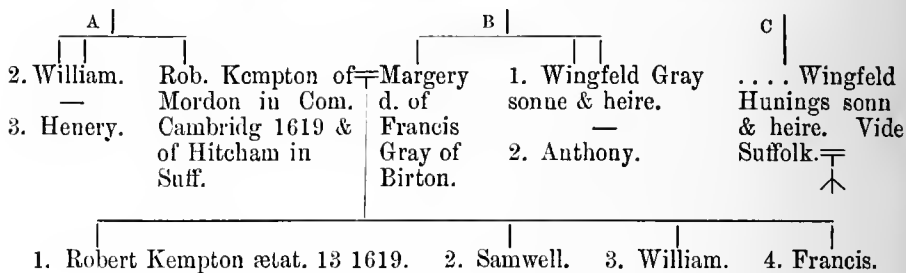 A B C
2. William.
—
3. Henery.
Rob. Kempton of
Mordon in Com.
Cambridg 1619 &
of Hitcham in
Suff.
Margery
d. of
Francis
Gray of
Birton.
1. Wingfeld Gray
sonne & heire.
—
2. Anthony.
.... Wingfeld
Hunings sonn
& heire. Vide
Suffolk.
1. Robert Kempton ætat. 13 1619. 2. Samwell. 3. William. 4. Francis.